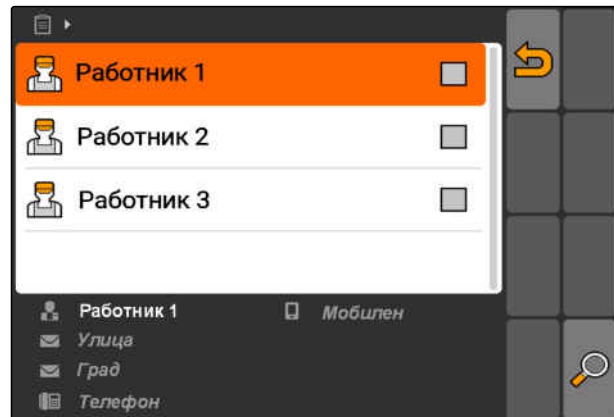 Работник 1
Работник 2
Работник 3
Работник 1 Мобилен
Улица
Град
Телефон